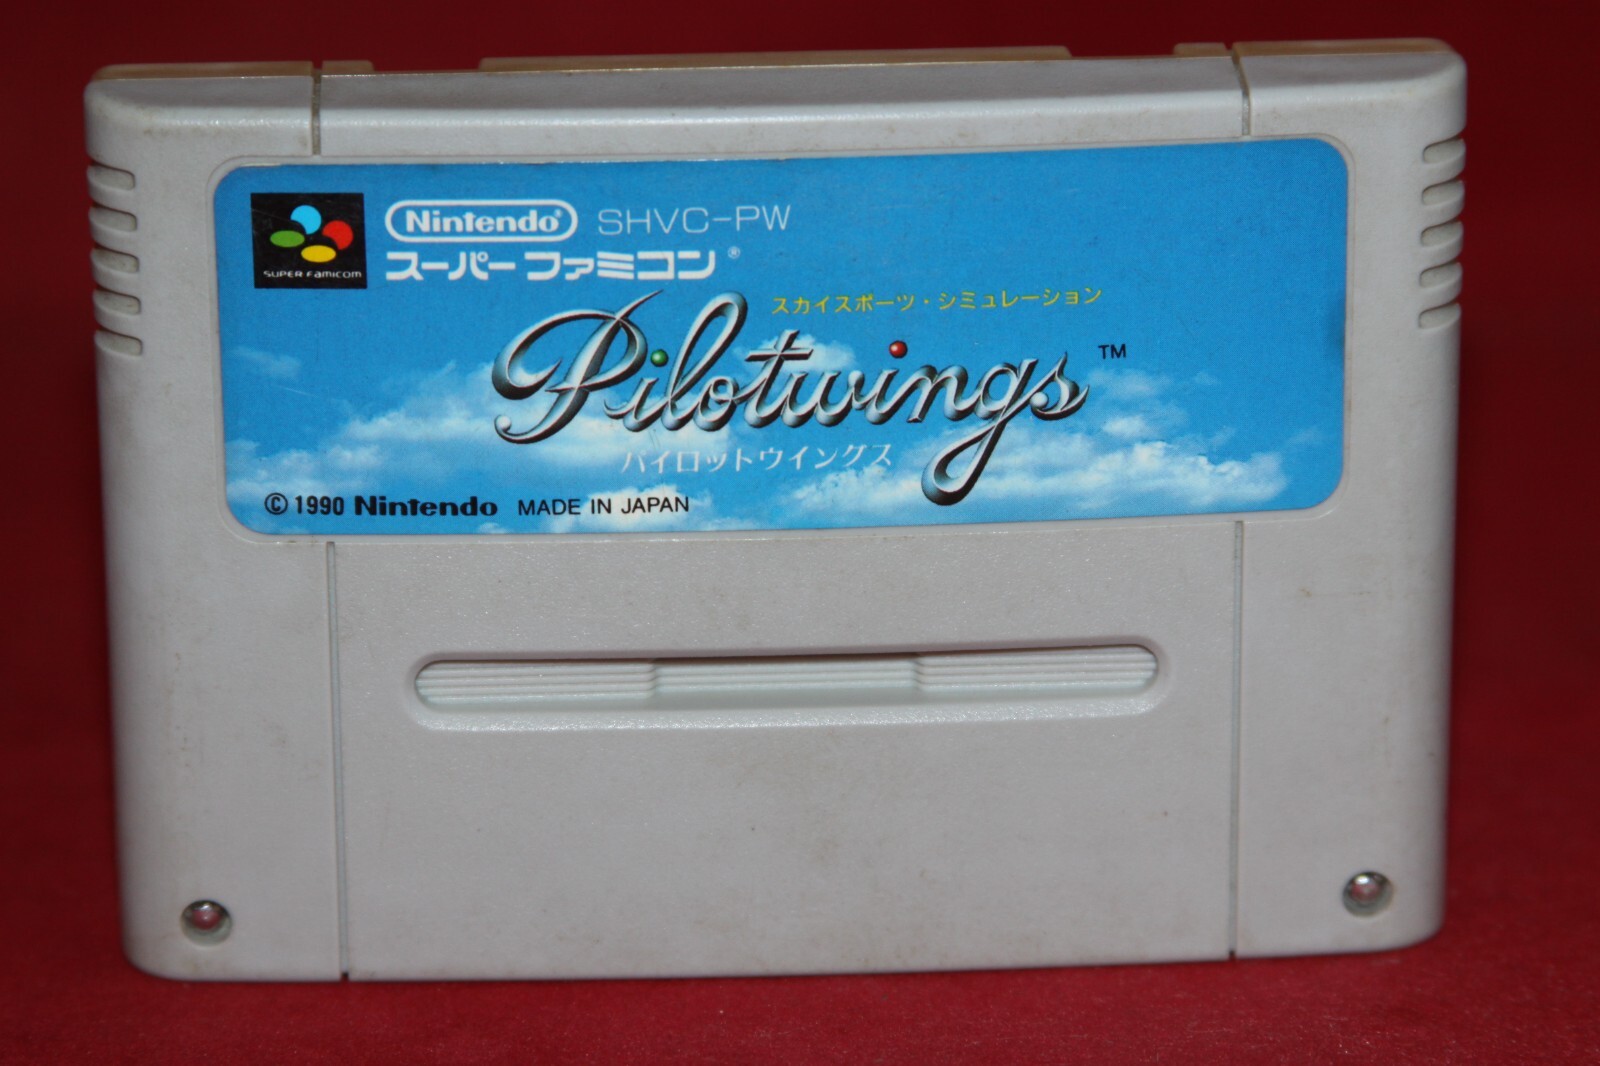 SUPER FAMICOM
Nintendo® SHVC-PW
スーパーファミコン®
スカイスポーツ・シミュレーション
Pilotwings™
パイロットウイングス
© 1990 Nintendo MADE IN JAPAN